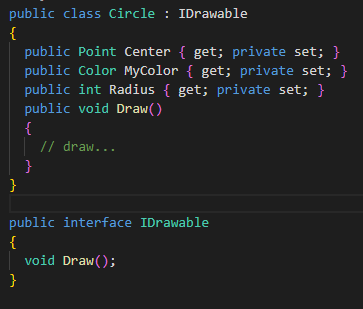 public class Circle : IDrawable
{
  public Point Center { get; private set; }
  public Color MyColor { get; private set; }
  public int Radius { get; private set; }
  public void Draw()
  {
    // draw...
  }
}
public interface IDrawable
{
  void Draw();
}